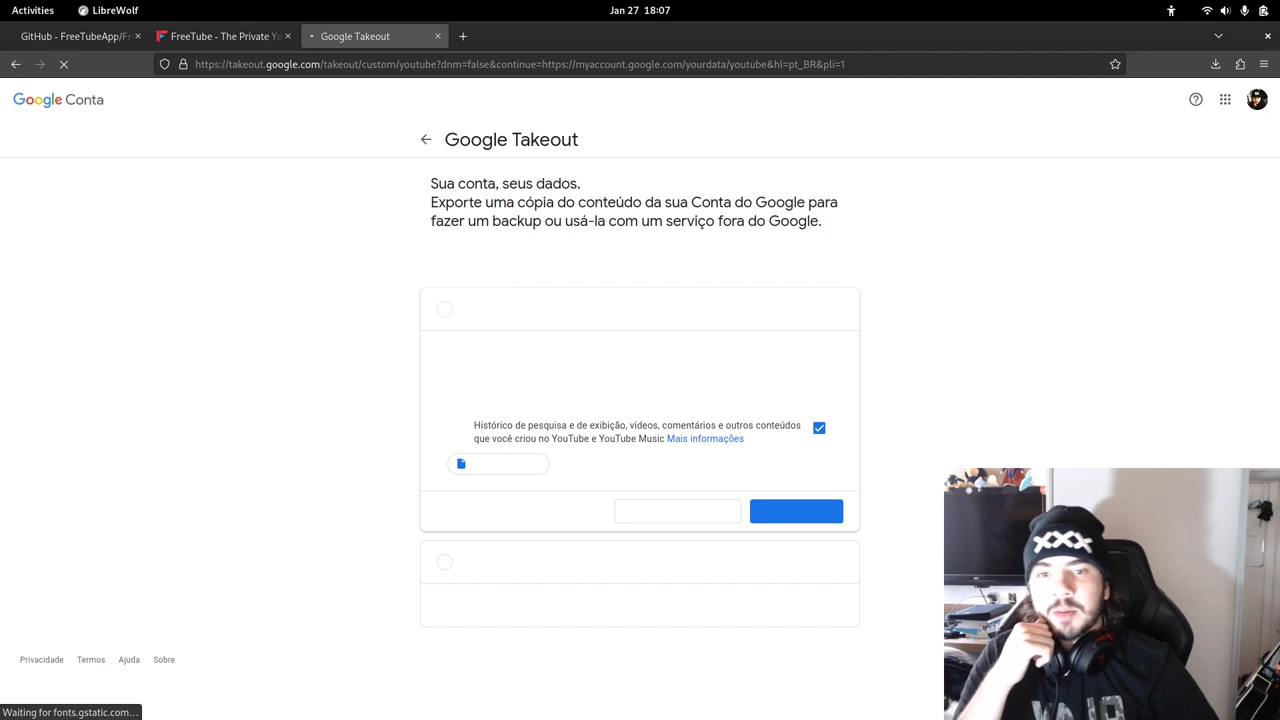 Activities
LibreWolf
Jan 27 18:07
GitHub - FreeTubeApp/Fr
FreeTube - The Private Yo
Google Takeout
https://takeout.google.com/takeout/custom/youtube?dnm=false&continue=https://myaccount.google.com/yourdata/youtube&hl=pt_BR&pli=1
Google Conta
Google Takeout
Sua conta, seus dados.
Exporte uma cópia do conteúdo da sua Conta do Google para
fazer um backup ou usá-la com um serviço fora do Google.
Histórico de pesquisa e de exibição, vídeos, comentários e outros conteúdos
que você criou no YouTube e YouTube Music Mais informações
XXX
Privacidade
Termos
Ajuda
Sobre
Waiting for fonts.gstatic.com...